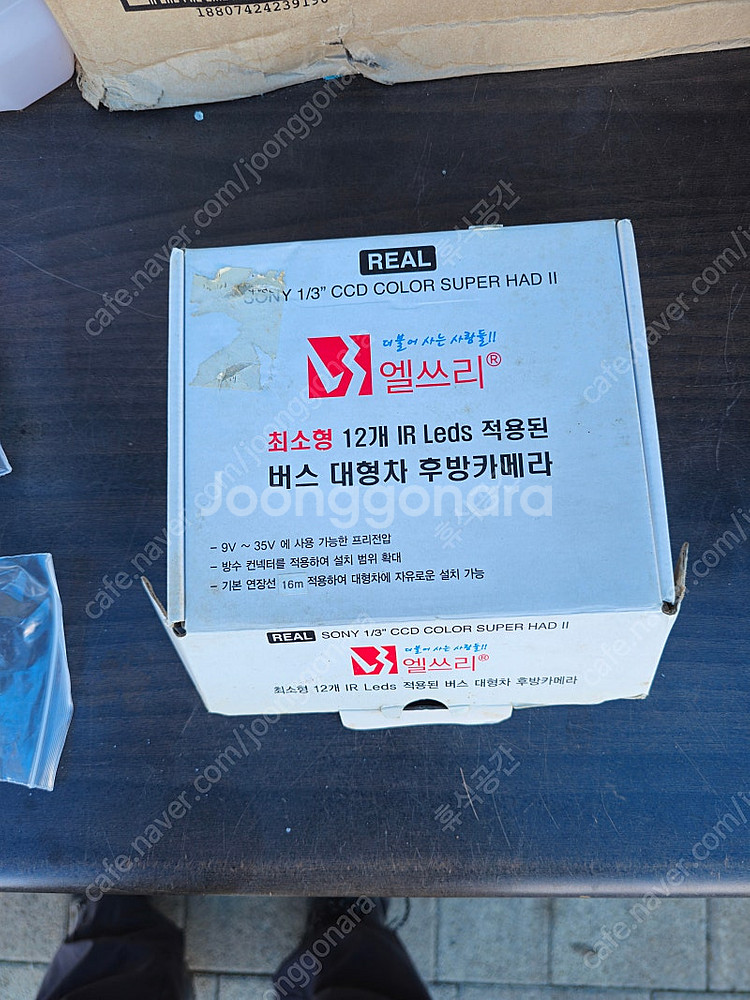 18807424239190
REAL
SONY 1/3" CCD COLOR SUPER HAD II
더불어 사는 사람들!!
엘쓰리®
최소형 12개 IR Leds 적용된
버스 대형차 후방카메라
Joonggonara
- 9V ~ 35V 에 사용 가능한 프리전압
- 방수 컨넥터를 적용하여 설치 범위 확대
- 기본 연장선 16m 적용하여 대형차에 자유로운 설치 가능
REAL SONY 1/3" CCD COLOR SUPER HAD II
더불어 사는 사람들!!
엘쓰리®
최소형 12개 IR Leds 적용된 버스 대형차 후방카메라
cafe.naver.com/joonggonara
휴식공간